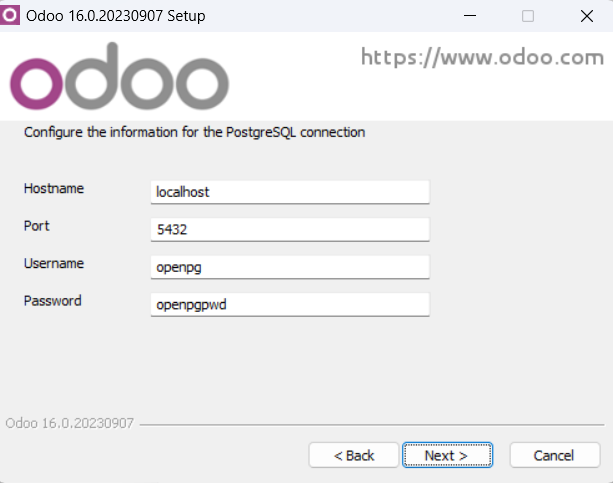 Odoo 16.0.20230907 Setup
odoo
https://www.odoo.com
Configure the information for the PostgreSQL connection
Hostname
localhost
Port
5432
Username
openpg
Password
openpgpwd
Odoo 16.0.20230907
< Back
Next >
Cancel